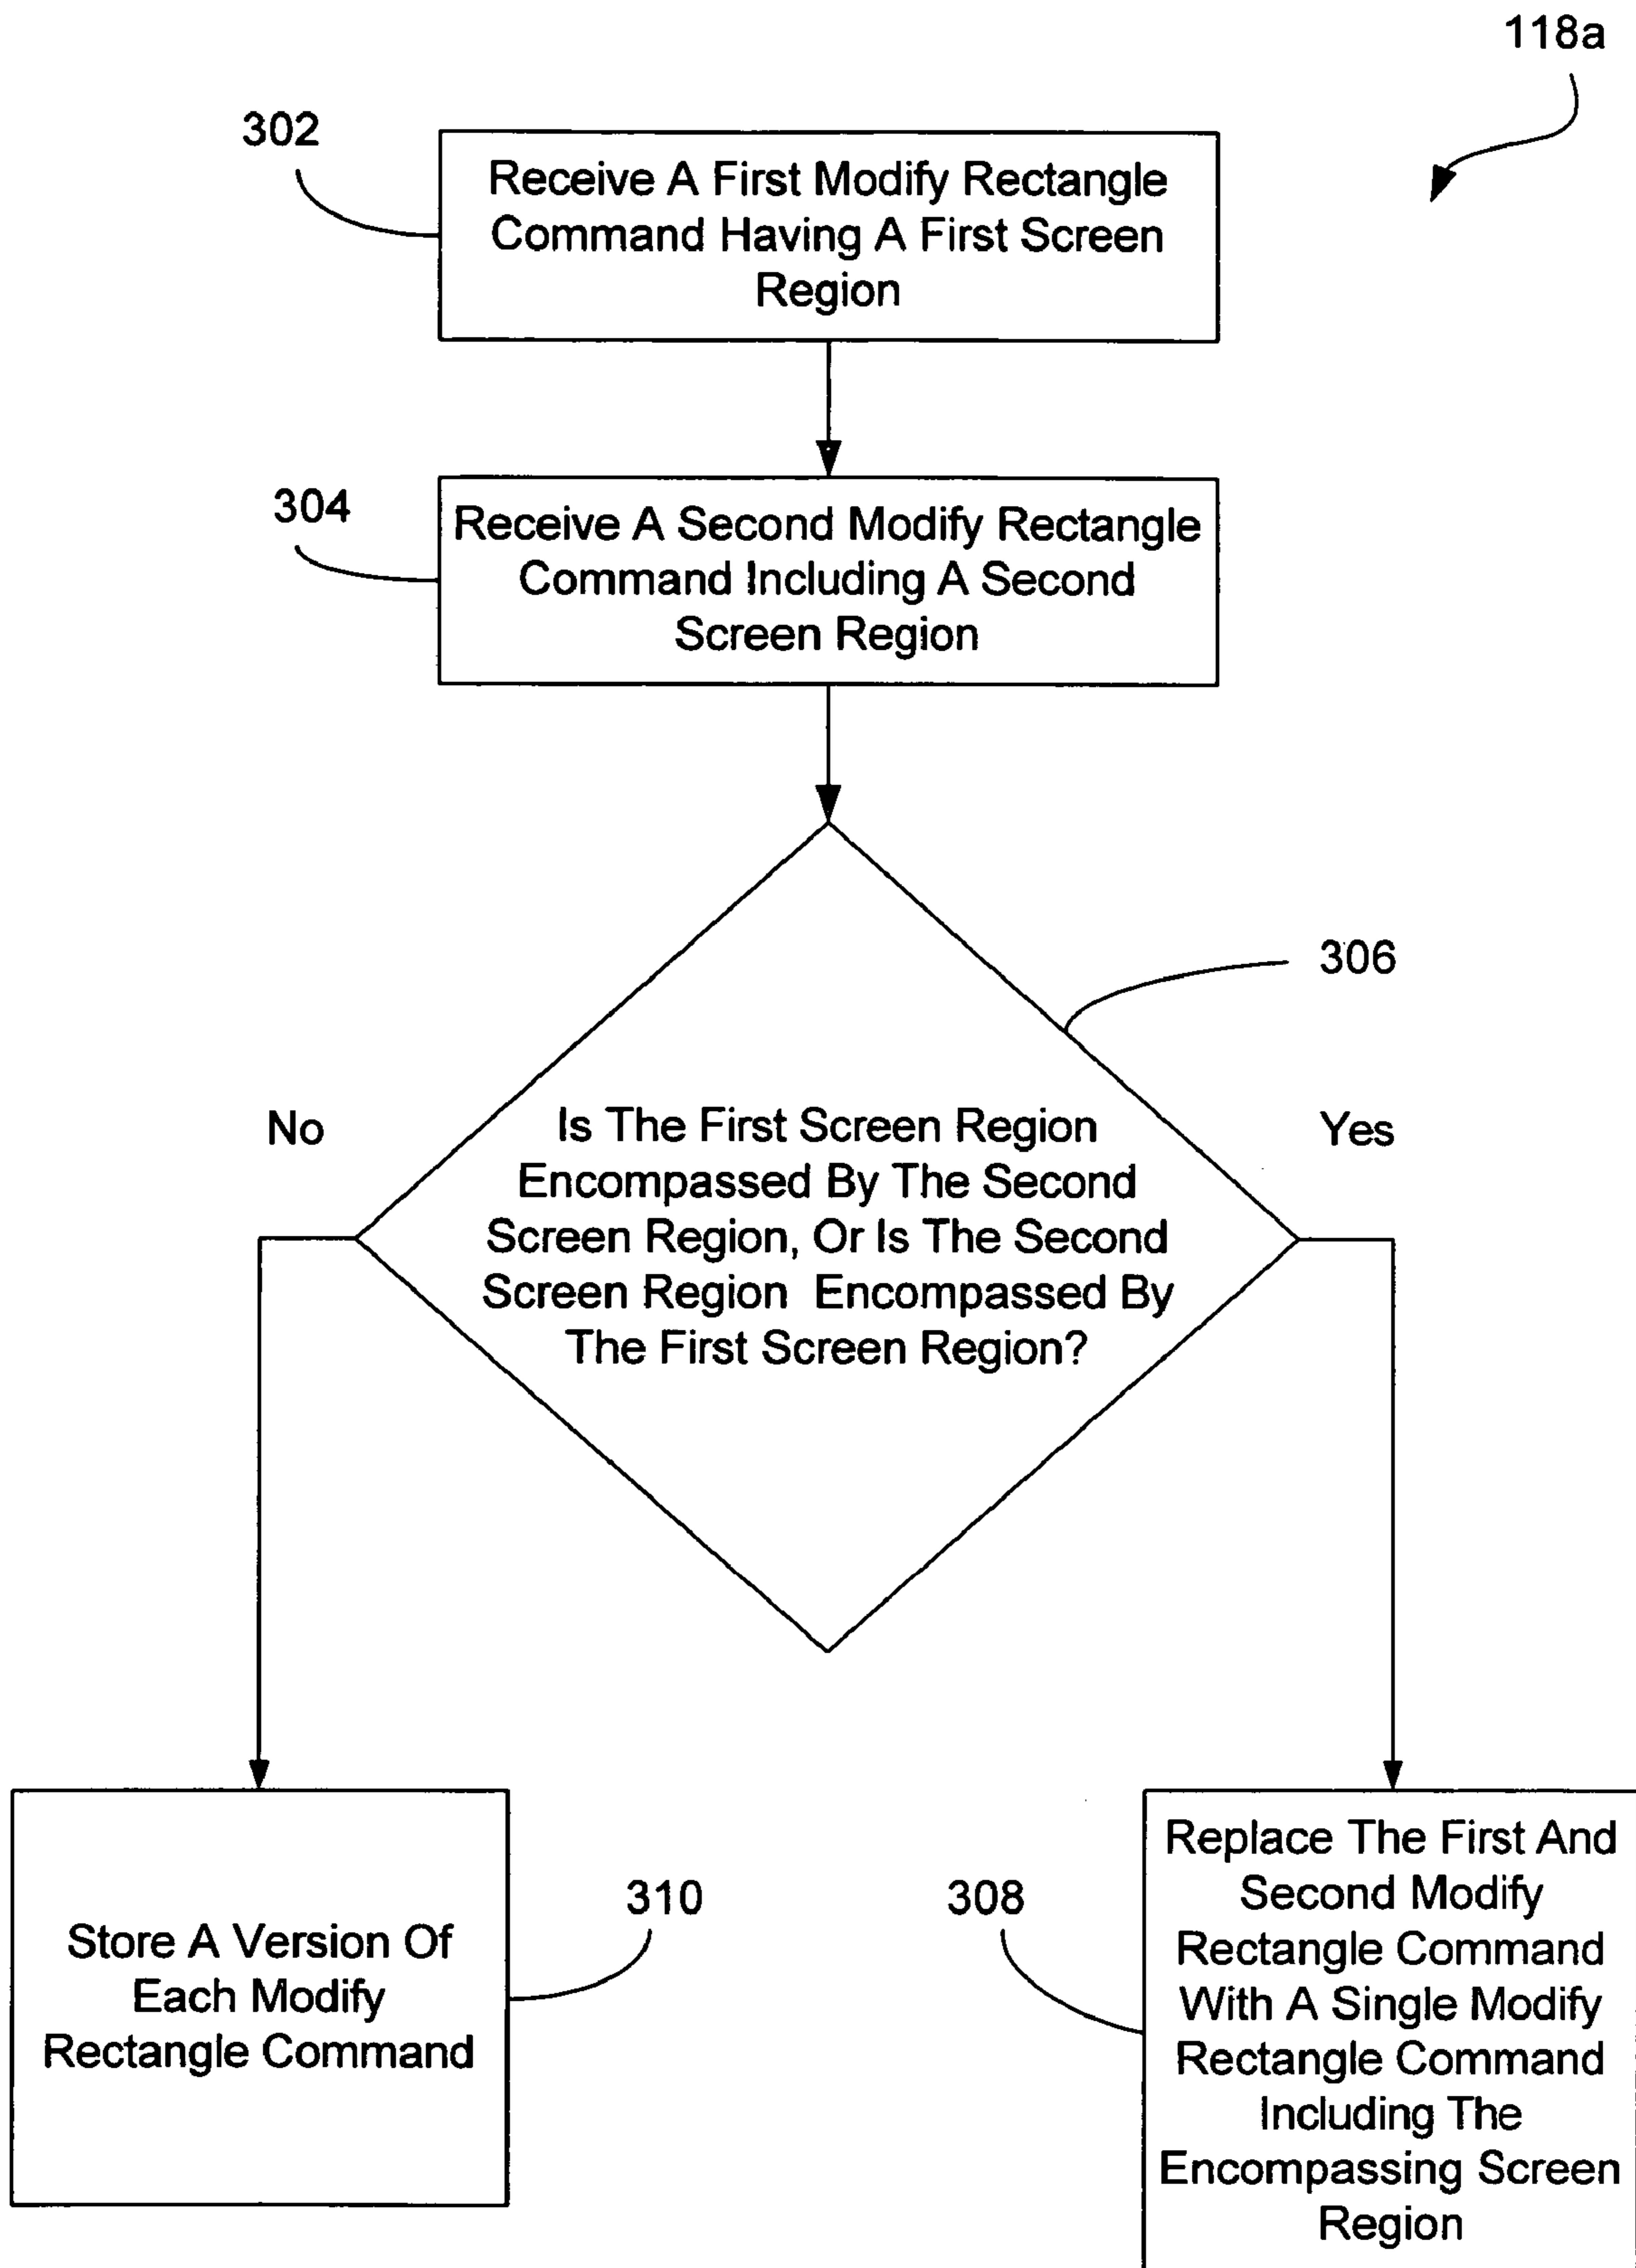 118a
302
Receive A First Modify Rectangle
Command Having A First Screen
Region
304
Receive A Second Modify Rectangle
Command Including A Second
Screen Region
306
No
Yes
Is The First Screen Region
Encompassed By The Second
Screen Region, Or Is The Second
Screen Region Encompassed By
The First Screen Region?
310
Store A Version Of
Each Modify
Rectangle Command
308
Replace The First And
Second Modify
Rectangle Command
With A Single Modify
Rectangle Command
Including The
Encompassing Screen
Region